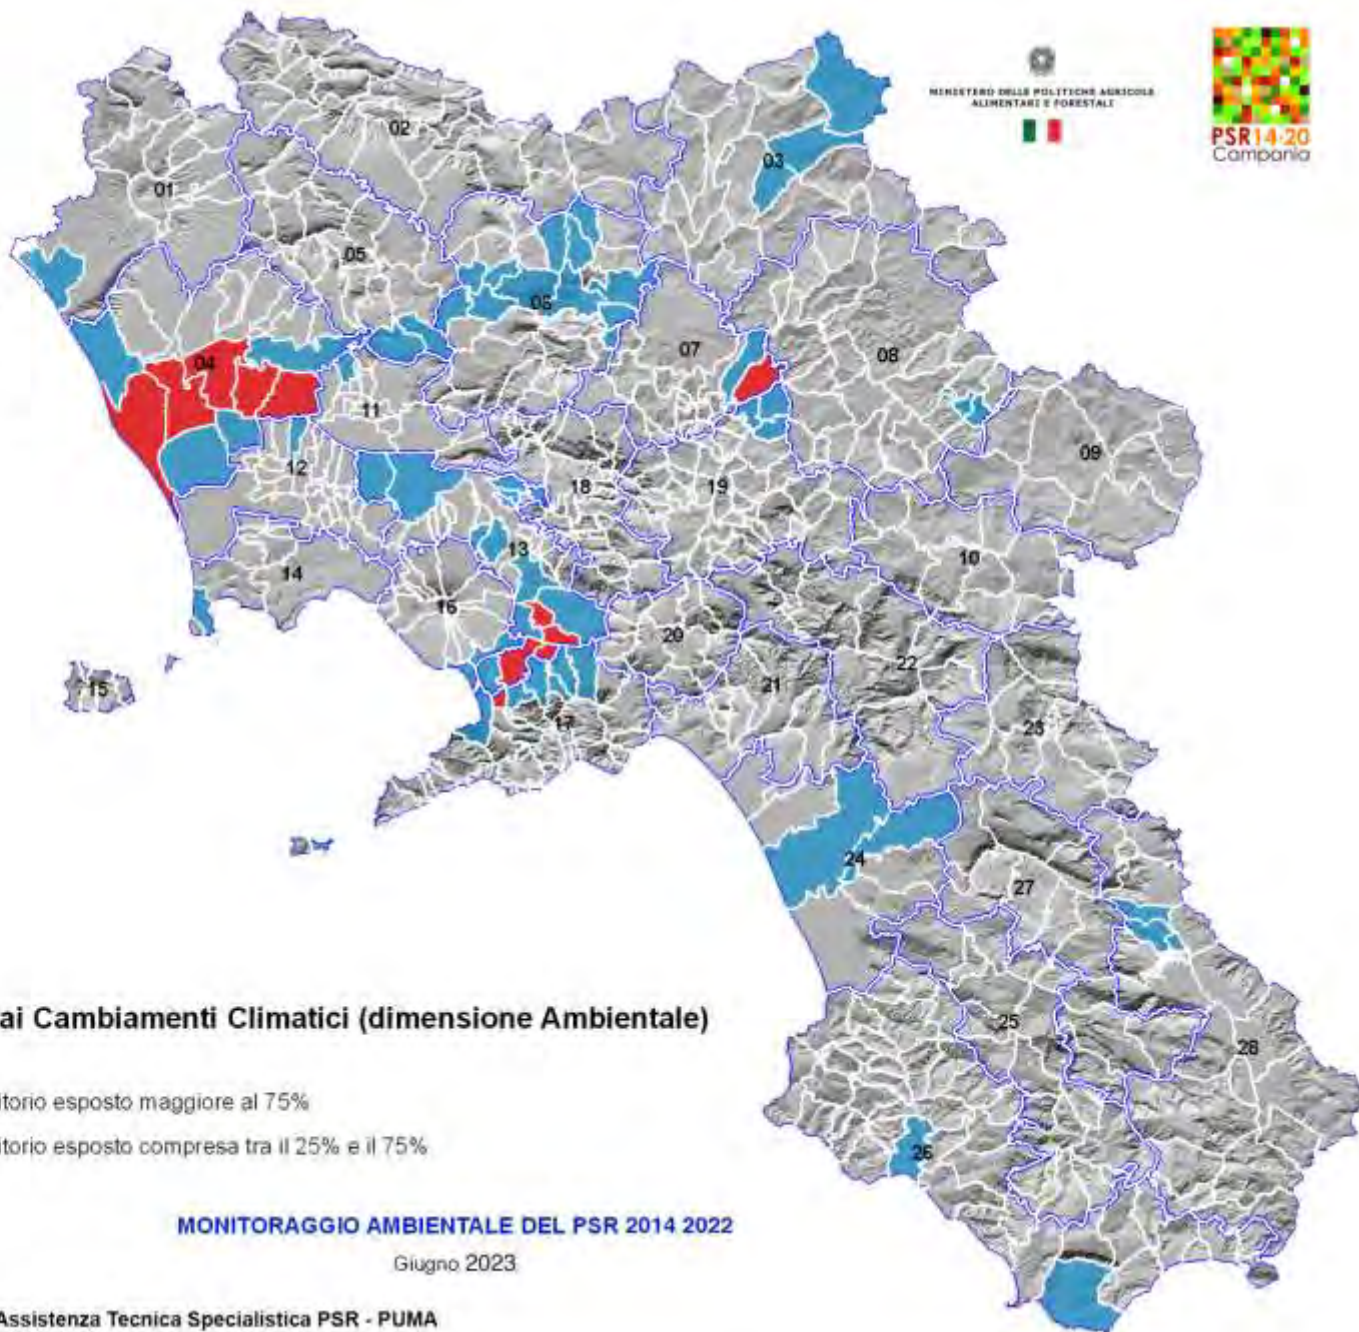 MINISTERO DELLE POLITICHE AGRICOLE
ALIMENTARI E FORESTALI
PSR14-20
Campania
02
03
01
05
06
04
07
08
11
09
12
18
19
13
10
14
16
20
22
15
21
17
23
24
27
25
28
26
ai Cambiamenti Climatici (dimensione Ambientale)
itorio esposto maggiore al 75%
itorio esposto compresa tra il 25% e il 75%
MONITORAGGIO AMBIENTALE DEL PSR 2014 2022
Giugno 2023
Assistenza Tecnica Specialistica PSR - PUMA